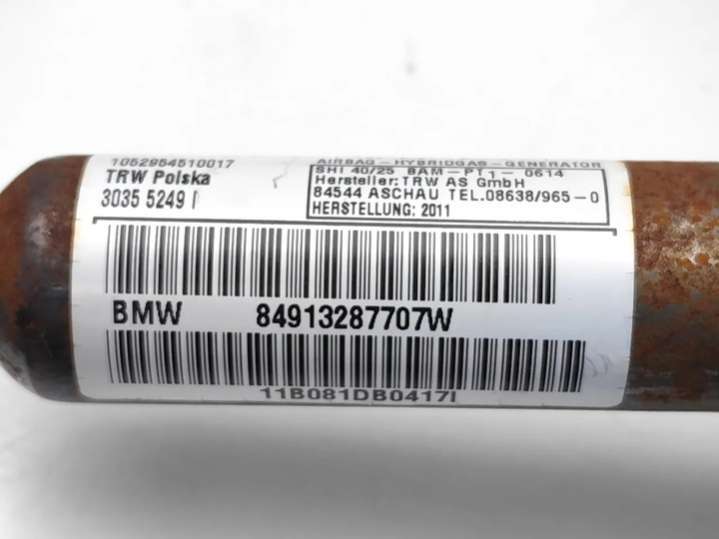 1052954510017
TRW Polska
3035 5249 I
AIRBAG - HYBRIDGAS - GENERATOR
SHI 40/25 BAM-PT1-0614
Hersteller: TRW AS GmbH
84544 ASCHAU TEL.08638/965-0
HERSTELLUNG: 2011
BMW 84913287707W
11B081DB0417I